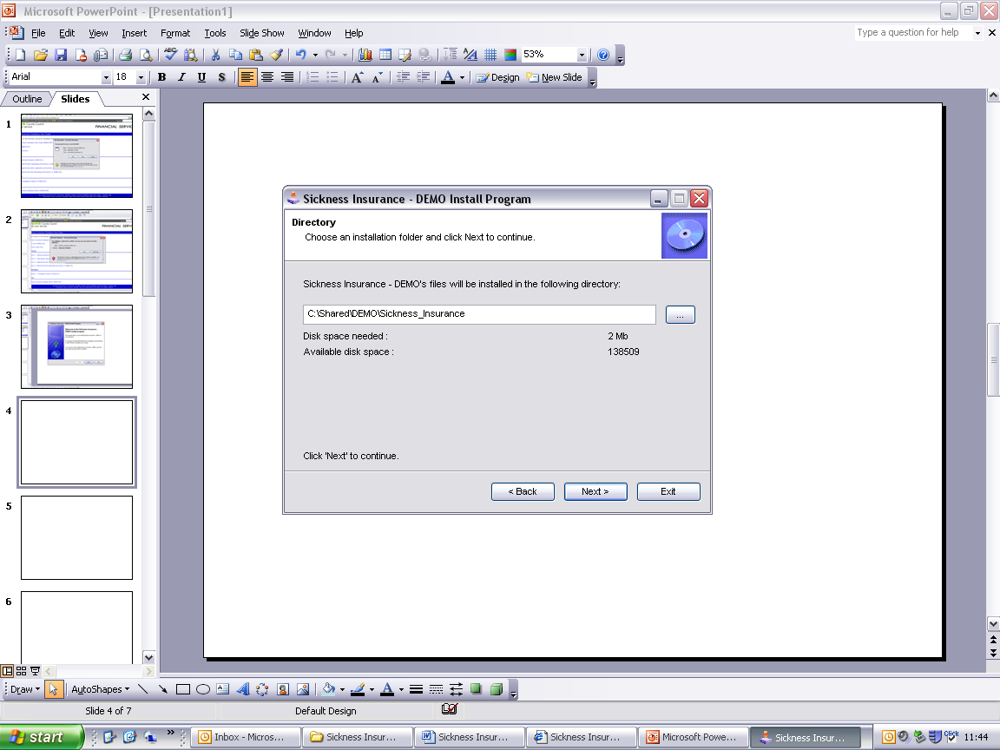 Microsoft PowerPoint - [Presentation1]
File Edit View Insert Format Tools Slide Show Window Help
Type a question for help
53%
Arial 18 B I U S A A A Design New Slide
Outline Slides
1
FINANCIAL SERV
2
3
4
5
6
Sickness Insurance - DEMO Install Program
Directory
Choose an installation folder and click Next to continue.
Sickness Insurance - DEMO's files will be installed in the following directory:
C:\Shared\DEMO\Sickness_Insurance
...
Disk space needed : 2 Mb
Available disk space : 138509
Click 'Next' to continue.
< Back Next > Exit
Draw AutoShapes
Slide 4 of 7 Default Design
start Inbox - Micros... Sickness Insur... Sickness Insur... Sickness Insur... Microsoft Powe... Sickness Insur... Click 11:44